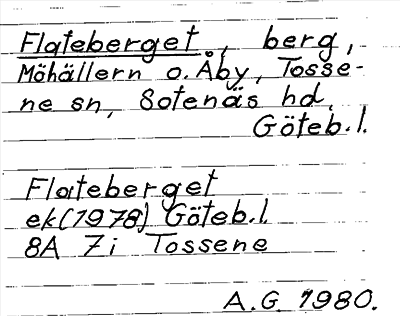 Flateberget, berg,
Möhällern o. Åby, Tosse-
ne sn, Sotenäs hd,
Göteb. l.
Flateberget
ek (1978) Göteb. l.
8A 7i Tossene
A. G. 1980.